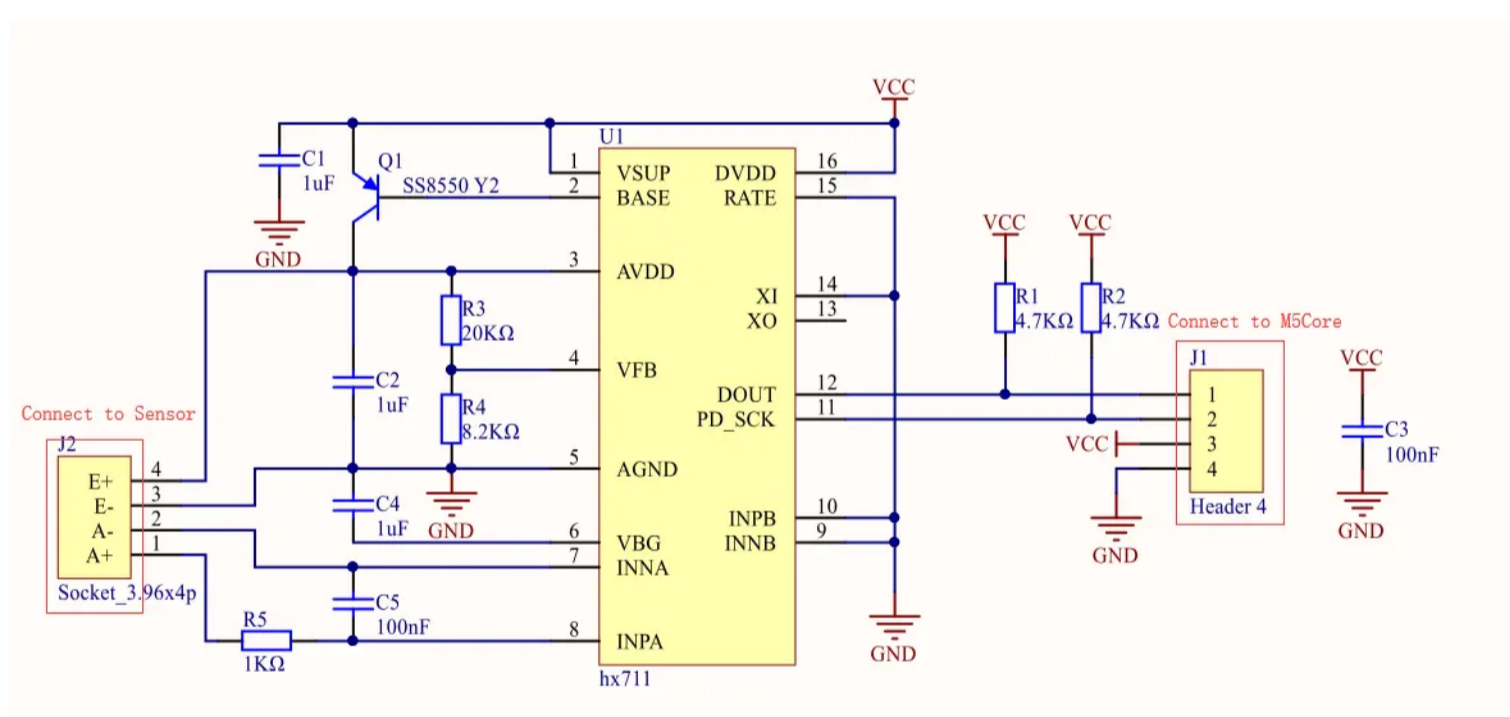 VCC
U1
C1
1uF
Q1
SS8550 Y2
GND
1
2
3
4
5
6
7
8
VSUP
BASE
AVDD
VFB
AGND
VBG
INNA
INPA
DVDD
RATE
XI
XO
DOUT
PD_SCK
INPB
INNB
16
15
14
13
12
11
10
9
hx711
R3
20KΩ
R4
8.2KΩ
C2
1uF
C4
1uF
GND
C5
100nF
R5
1KΩ
Connect to Sensor
J2
E+
E-
A-
A+
4
3
2
1
Socket_3.96x4p
GND
VCC
R1
4.7KΩ
VCC
R2
4.7KΩ
Connect to M5Core
J1
1
2
3
4
VCC
Header 4
GND
VCC
C3
100nF
GND